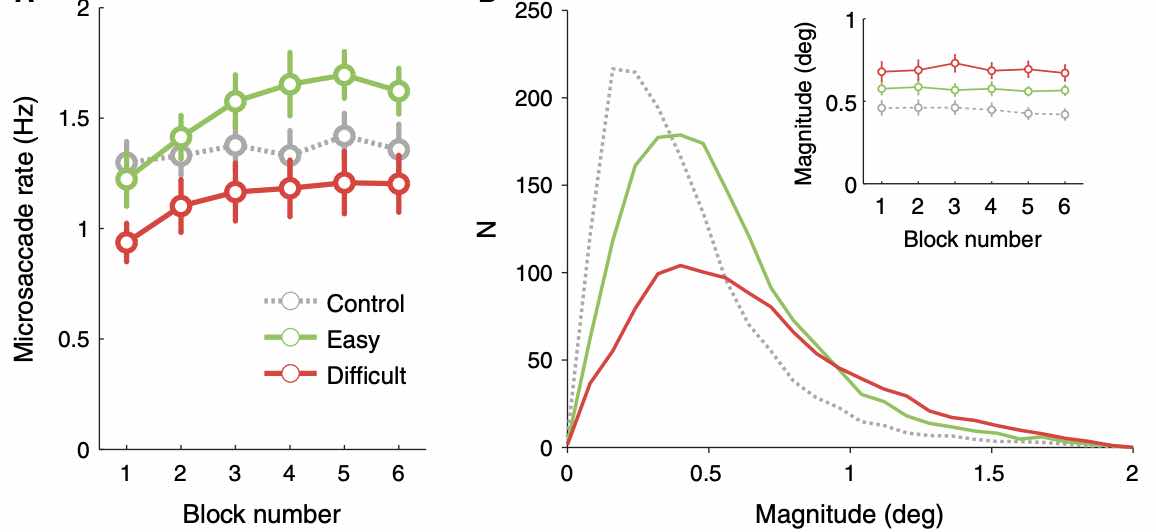 2
1.5
1
0.5
0
Microsaccade rate (Hz)
1 2 3 4 5 6
Block number
Control
Easy
Difficult
250
200
150
100
50
0
N
0 0.5 1 1.5 2
Magnitude (deg)
1
0.5
0
Magnitude (deg)
1 2 3 4 5 6
Block number